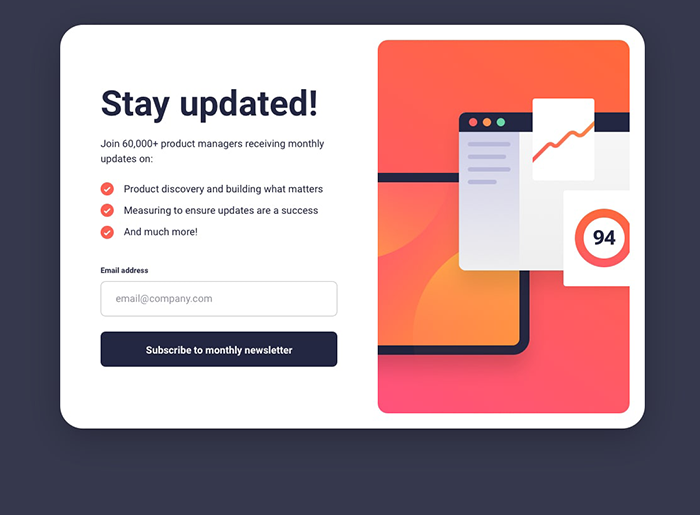 Stay updated!
Join 60,000+ product managers receiving monthly
updates on:
Product discovery and building what matters
Measuring to ensure updates are a success
And much more!
Email address
email@company.com
Subscribe to monthly newsletter
94